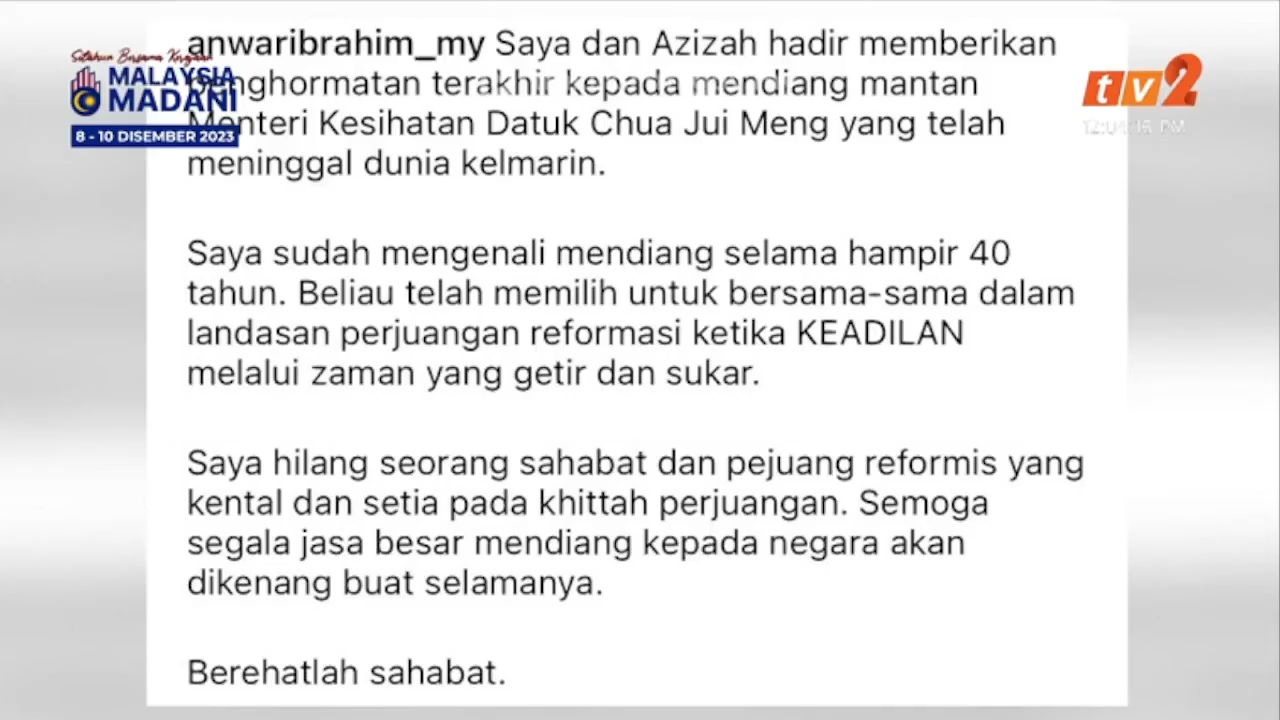 anwaribrahim_my Saya dan Azizah hadir memberikan
penghormatan terakhir kepada mendiang mantan
Menteri Kesihatan Datuk Chua Jui Meng yang telah
meninggal dunia kelmarin.
Saya sudah mengenali mendiang selama hampir 40
tahun. Beliau telah memilih untuk bersama-sama dalam
landasan perjuangan reformasi ketika KEADILAN
melalui zaman yang getir dan sukar.
Saya hilang seorang sahabat dan pejuang reformis yang
kental dan setia pada khittah perjuangan. Semoga
segala jasa besar mendiang kepada negara akan
dikenang buat selamanya.
Berehatlah sahabat.
Setahun Bersama Kerajaan
MALAYSIA
MADANI
8 - 10 DISEMBER 2023
tv2